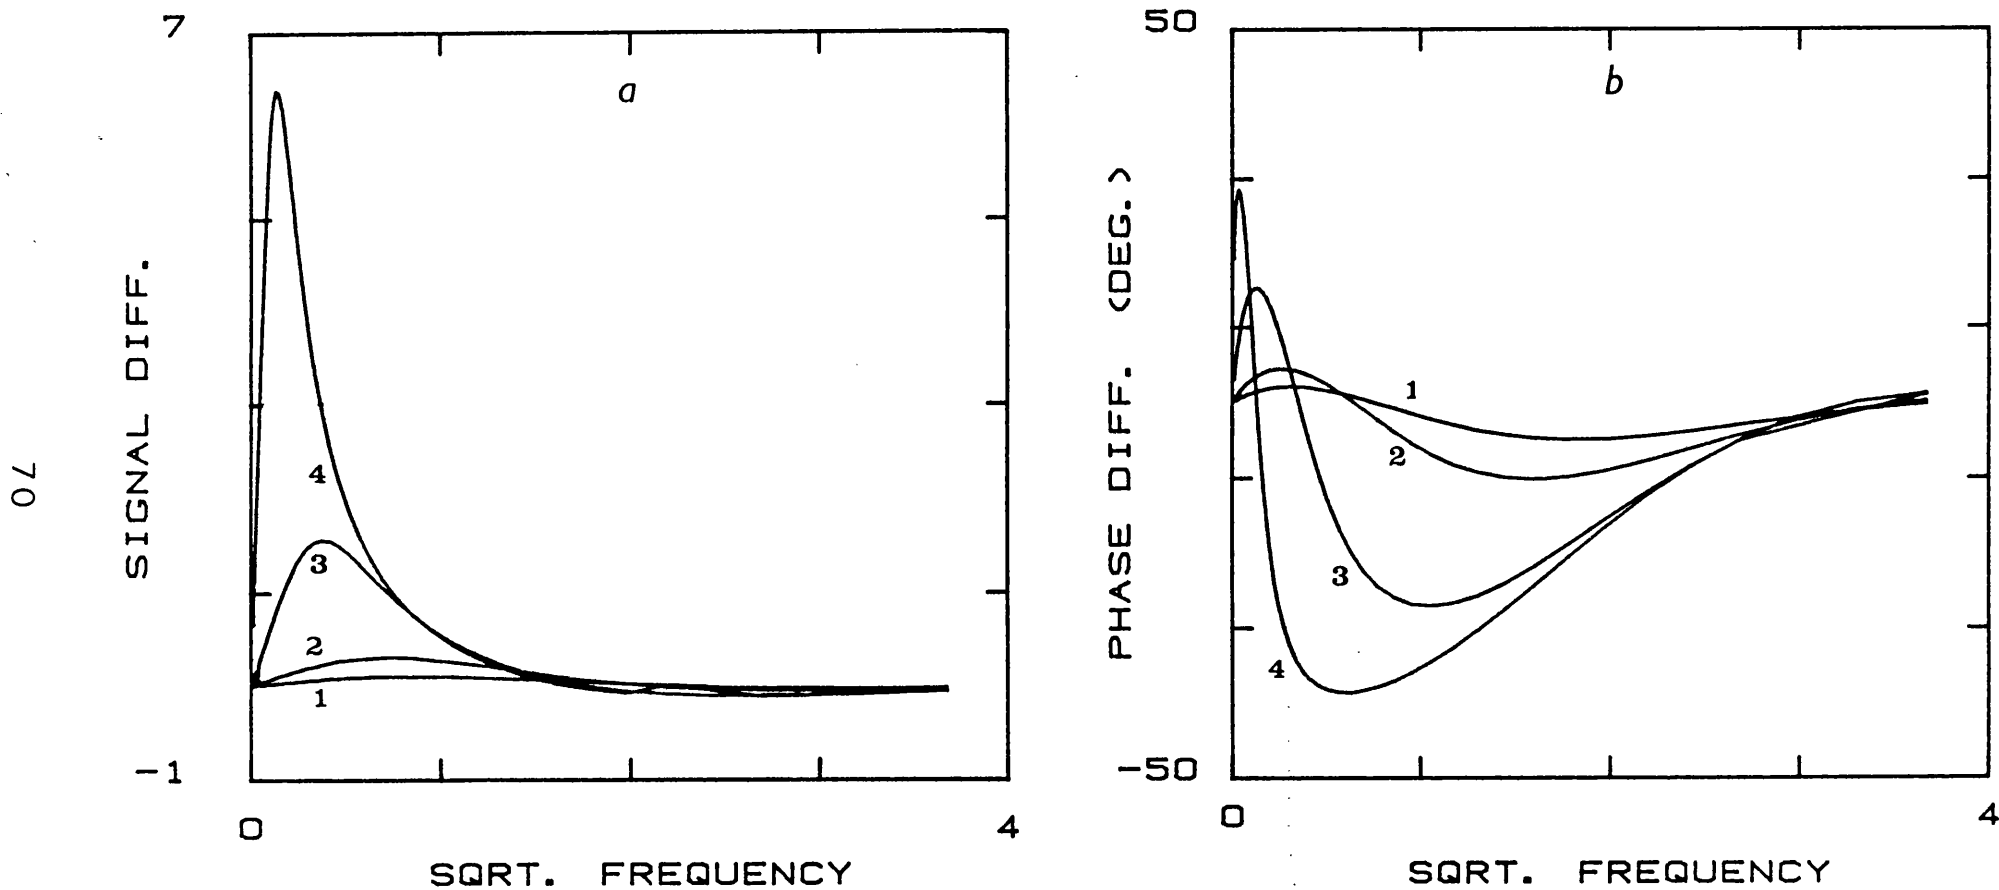 7
a
SIGNAL DIFF.
4
3
2
1
-1
0
4
SQRT. FREQUENCY
50
b
PHASE DIFF. (DEG.)
1
2
3
4
-50
0
4
SQRT. FREQUENCY
70